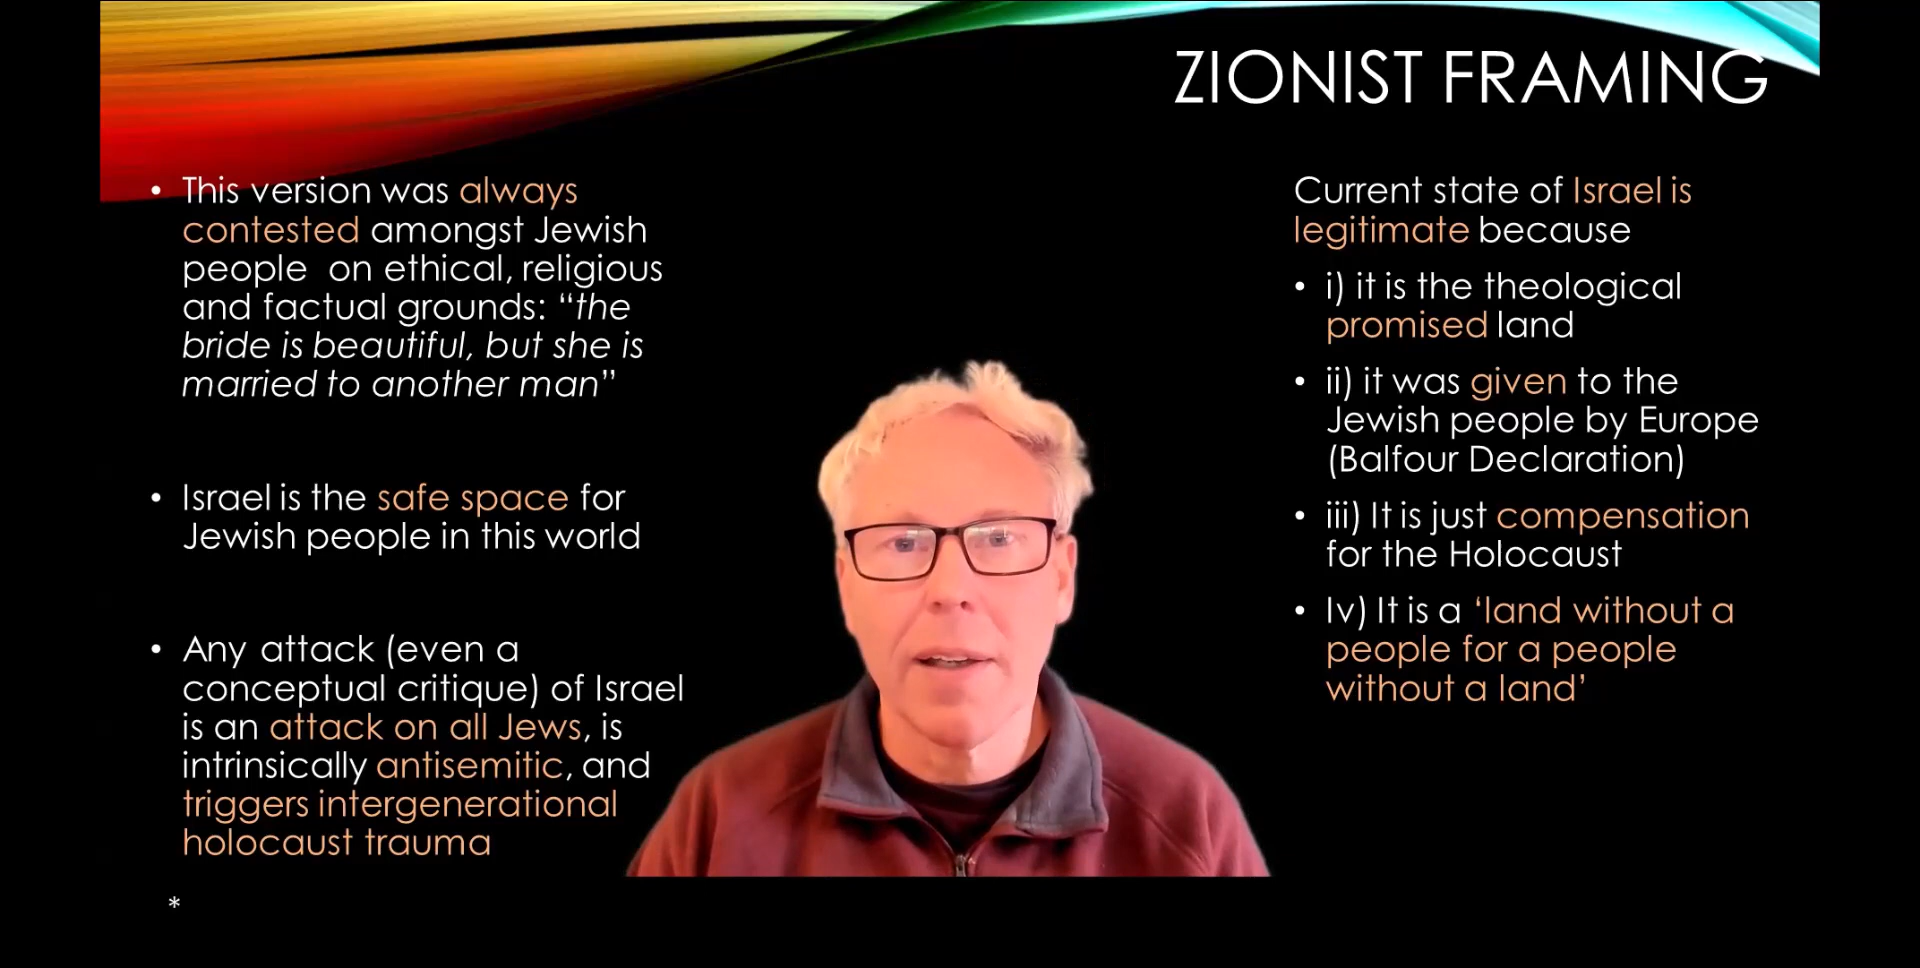 ZIONIST FRAMING
• This version was always
contested amongst Jewish
people on ethical, religious
and factual grounds: “the
bride is beautiful, but she is
married to another man”
• Israel is the safe space for
Jewish people in this world
• Any attack (even a
conceptual critique) of Israel
is an attack on all Jews, is
intrinsically antisemitic, and
triggers intergenerational
holocaust trauma
*
Current state of Israel is
legitimate because
• i) it is the theological
promised land
• ii) it was given to the
Jewish people by Europe
(Balfour Declaration)
• iii) It is just compensation
for the Holocaust
• Iv) It is a ‘land without a
people for a people
without a land’